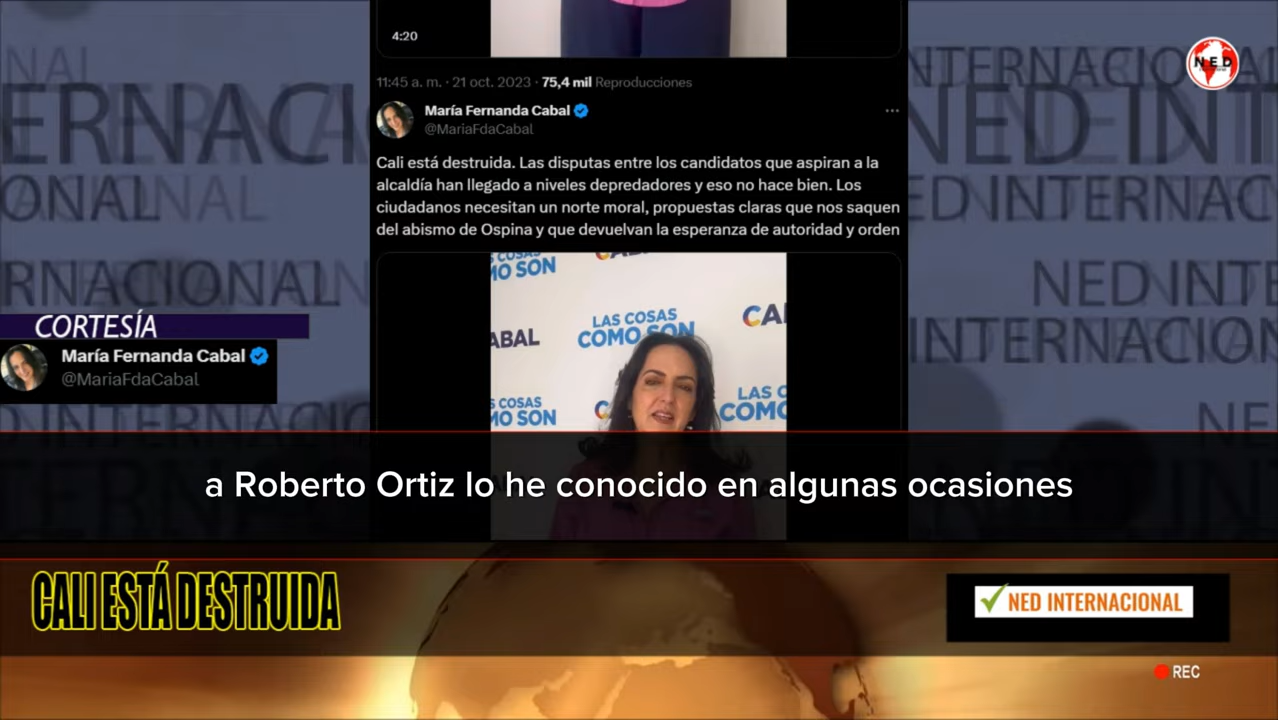 4:20
11:45 a. m. · 21 oct. 2023 · 75,4 mil Reproducciones
NED
María Fernanda Cabal
@MariaFdaCabal
Cali está destruida. Las disputas entre los candidatos que aspiran a la
alcaldía han llegado a niveles depredadores y eso no hace bien. Los
ciudadanos necesitan un norte moral, propuestas claras que nos saquen
del abismo de Ospina y que devuelvan la esperanza de autoridad y orden
LAS COSAS
COMO SON
CORTESÍA
María Fernanda Cabal
@MariaFdaCabal
a Roberto Ortiz lo he conocido en algunas ocasiones
CALI ESTÁ DESTRUIDA
NED INTERNACIONAL
REC